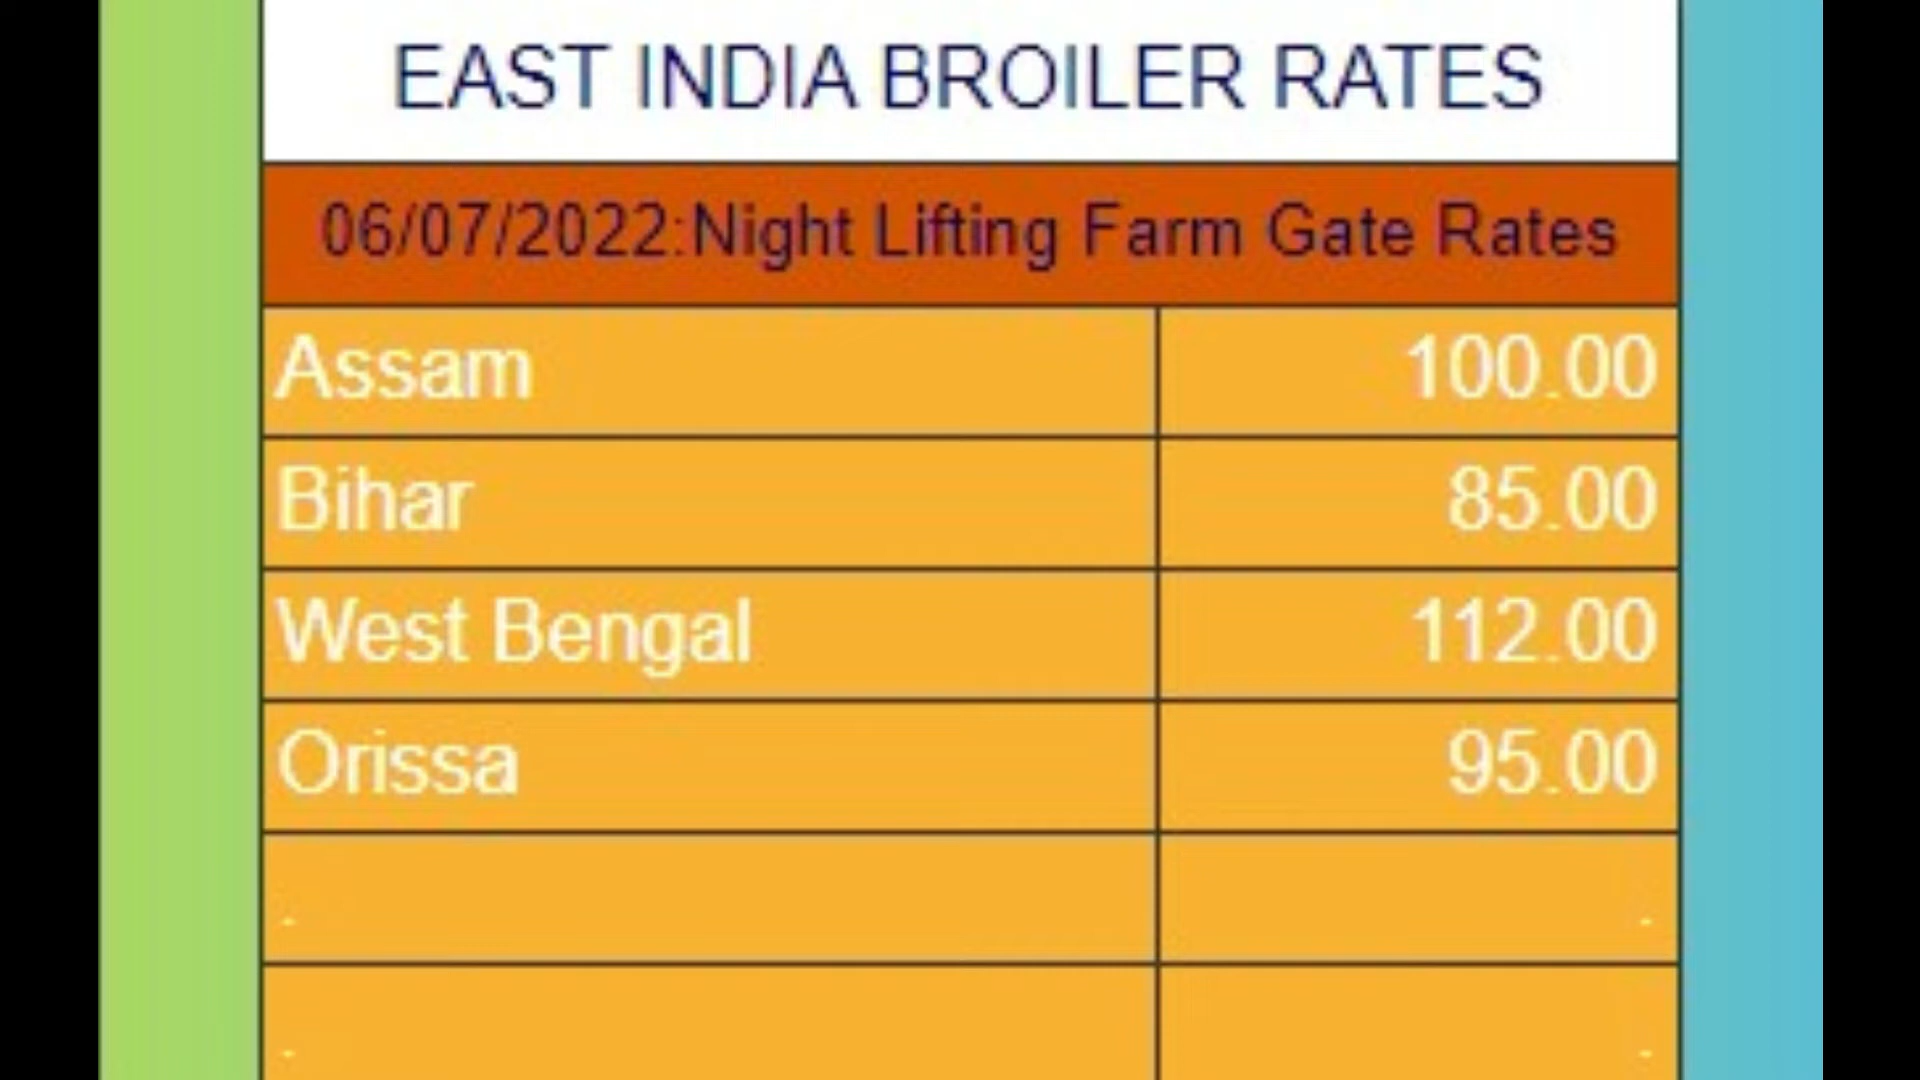 EAST INDIA BROILER RATES
06/07/2022:Night Lifting Farm Gate Rates
Assam 100.00
Bihar 85.00
West Bengal 112.00
Orissa 95.00
. .
. .